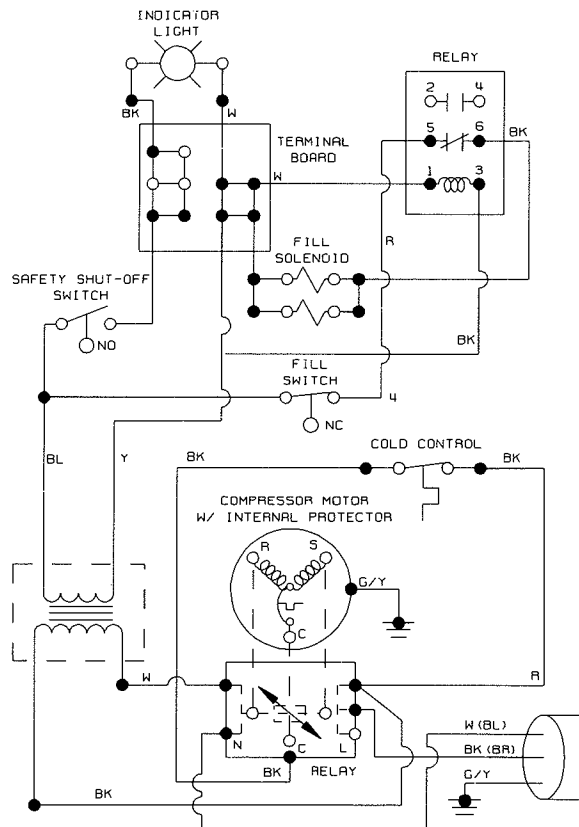 INDICATOR
LIGHT
RELAY
2 4
BK W
5 6
BK
TERMINAL
BOARD
W
1 3
R
FILL
SOLENOID
SAFETY SHUT-OFF
SWITCH
NO
BK
FILL
SWITCH
4
NC
COLD CONTROL
BL Y BK BK
COMPRESSOR MOTOR
W/ INTERNAL PROTECTOR
R S
G/Y
C
W R
W(BL)
N C L
BK(BR)
BK RELAY
G/Y
BK